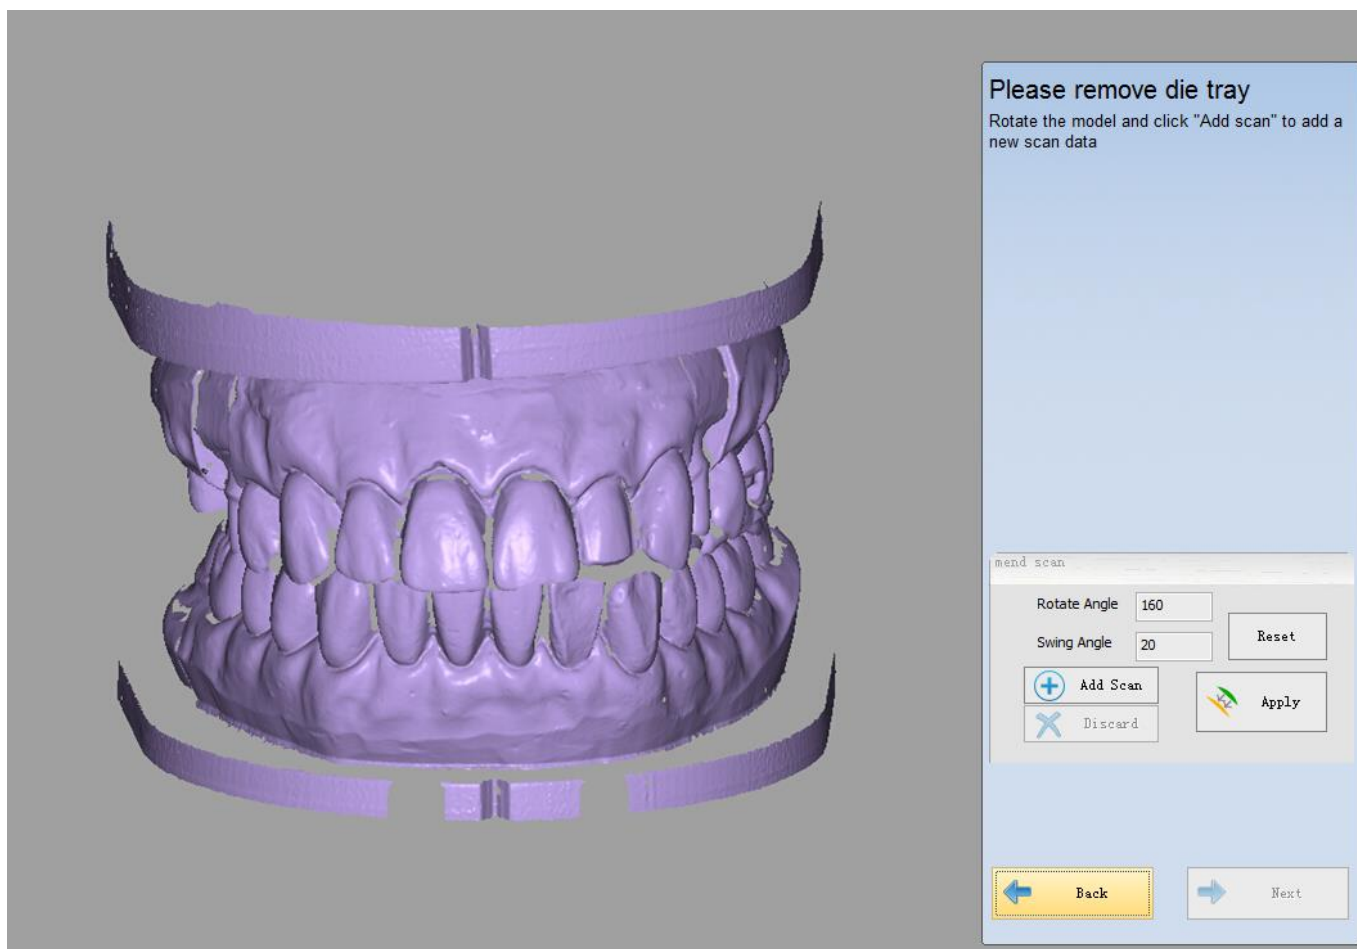 Please remove die tray
Rotate the model and click "Add scan" to add a
new scan data
mend scan
Rotate Angle 160
Swing Angle 20
Reset
Add Scan
Apply
Discard
Back
Next